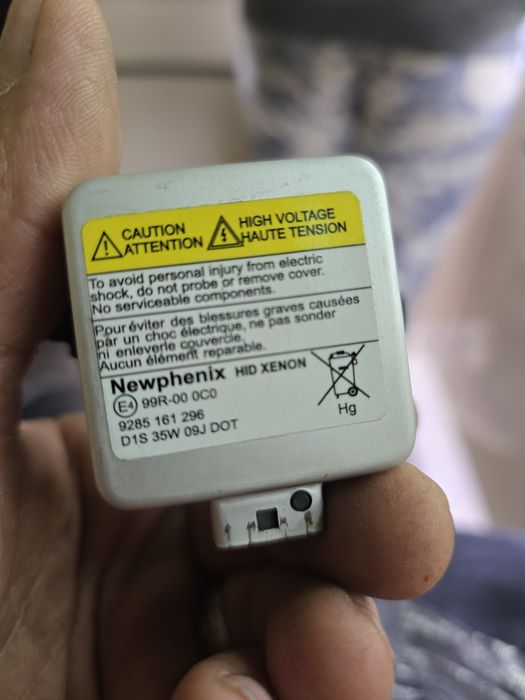 CAUTION
ATTENTION
HIGH VOLTAGE
HAUTE TENSION
To avoid personal injury from electric
shock, do not probe or remove cover.
No serviceable components.
Pour éviter des blessures graves causées
par un choc électrique, ne pas sonder
ni enleverle couvercle.
Aucun élément reparable.
Newphenix HID XENON
E4 99R-00 0C0
9285 161 296
D1S 35W 09J DOT
Hg